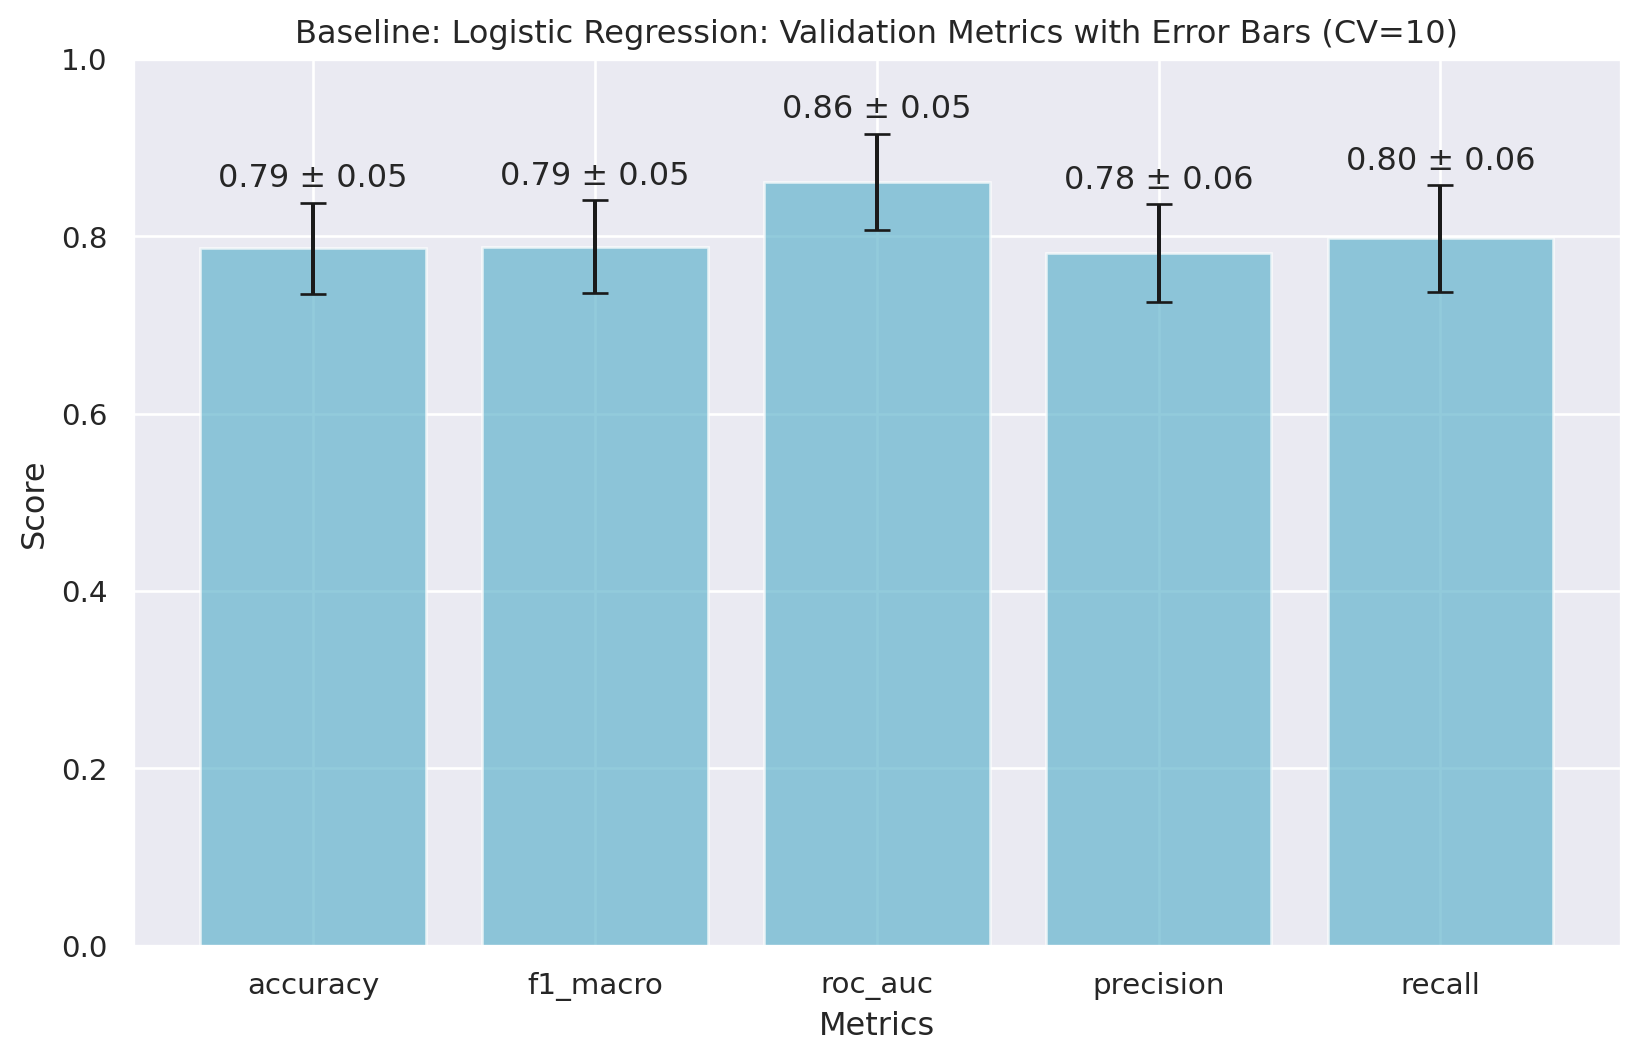 Baseline: Logistic Regression: Validation Metrics with Error Bars (CV=10)
1.0
0.8
0.6
0.4
0.2
0.0
Score
0.79 ± 0.05
0.79 ± 0.05
0.86 ± 0.05
0.78 ± 0.06
0.80 ± 0.06
accuracy
f1_macro
roc_auc
precision
recall
Metrics